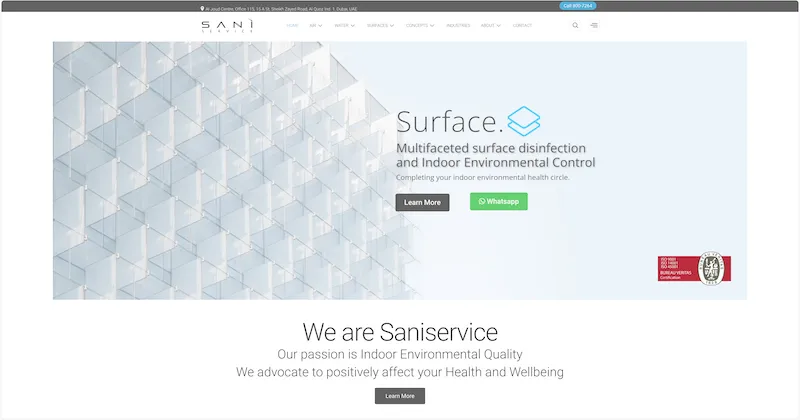 Al Joud Center, Office 115, 15 A St, Sheikh Zayed Road, Al Quoz Ind. 1, Dubai, UAE
Call 800 7264
SANI
SERVICE
HOME
AIR
WATER
SURFACES
CONCEPTS
INDUSTRIES
ABOUT
CONTACT
Surface.
Multifaceted surface disinfection
and Indoor Environmental Control
Completing your indoor environmental health circle.
Learn More
Whatsapp
ISO 9001
ISO 14001
ISO 45001
BUREAU VERITAS
Certification
We are Saniservice
Our passion is Indoor Environmental Quality
We advocate to positively affect your Health and Wellbeing
Learn More